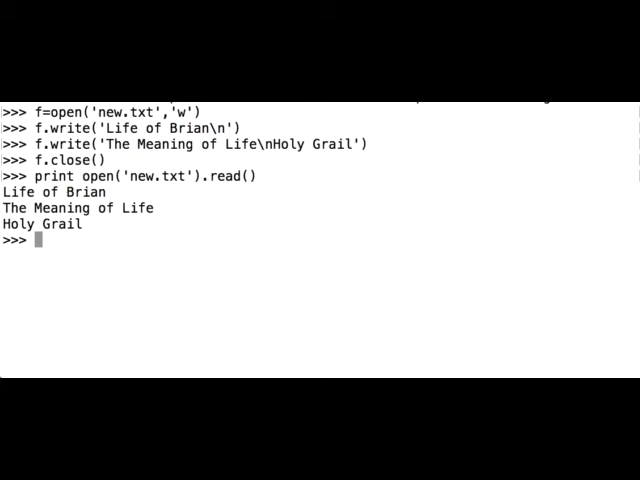 >>> f=open('new.txt','w')
>>> f.write('Life of Brian\n')
>>> f.write('The Meaning of Life\nHoly Grail')
>>> f.close()
>>> print open('new.txt').read()
Life of Brian
The Meaning of Life
Holy Grail
>>>